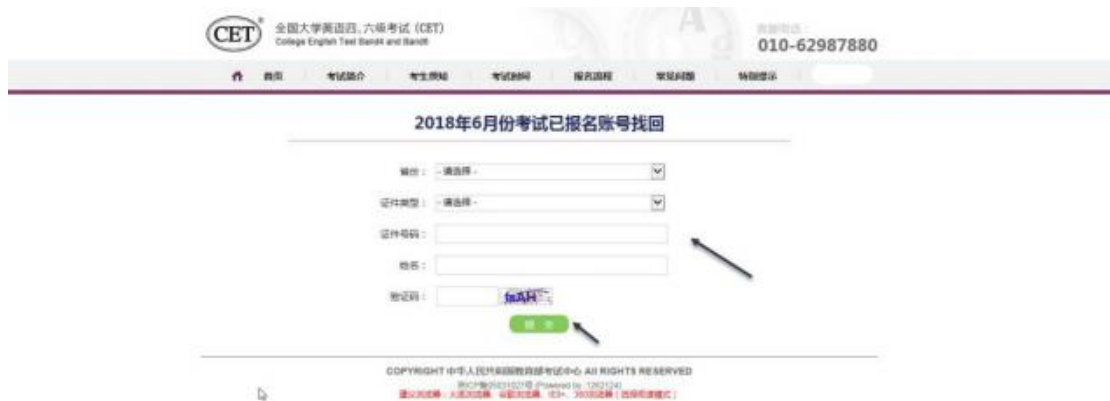 CET
全国大学英语四、六级考试 (CET)
College English Test Band4 and Band6
010-62987880
首页 考试简介 考生须知 考试时间 报名流程 常见问题 特别提示
2018年6月份考试已报名账号找回
省份： - 请选择 -
证件类型： - 请选择 -
证件号码：
姓名：
验证码：
提 交
COPYRIGHT 中华人民共和国教育部考试中心 All RIGHTS RESERVED